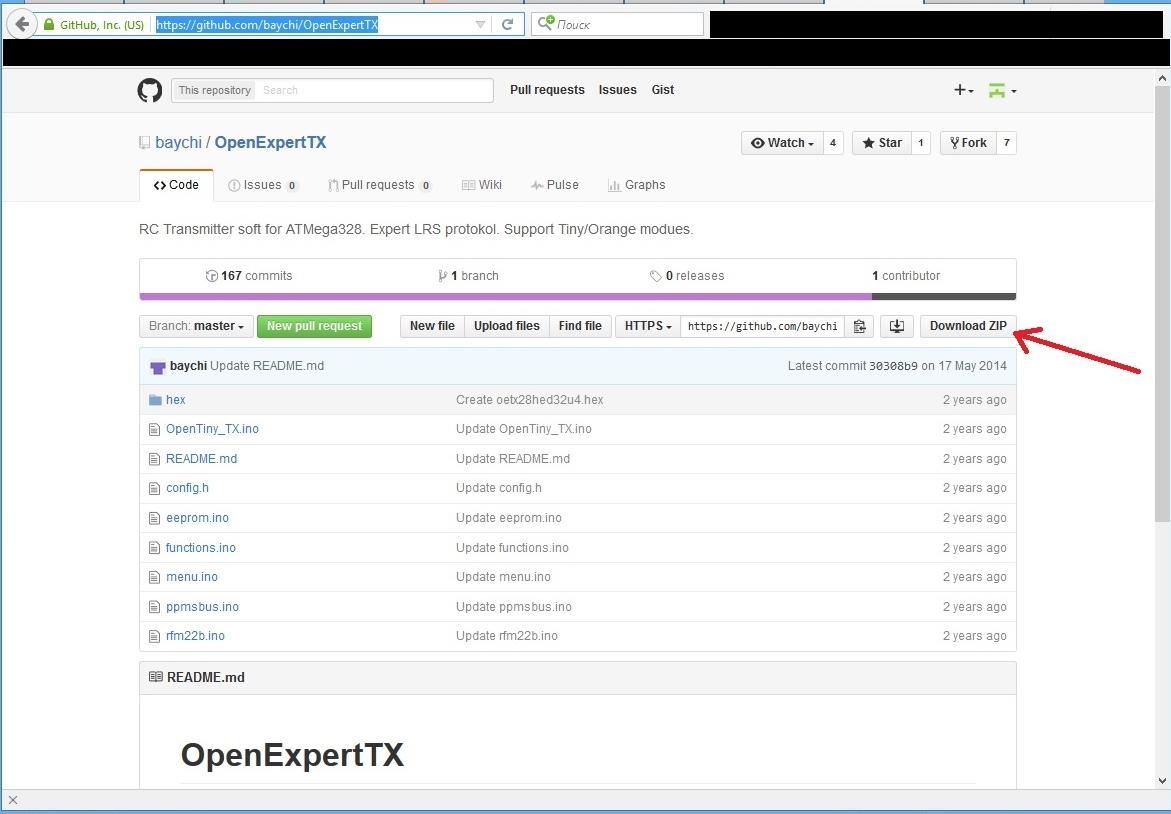 GitHub, Inc. (US) https://github.com/baychi/OpenExpertTX Поиск
This repository Search Pull requests Issues Gist
baychi / OpenExpertTX Watch 4 Star 1 Fork 7
Code Issues 0 Pull requests 0 Wiki Pulse Graphs
RC Transmitter soft for ATMega328. Expert LRS protokol. Support Tiny/Orange modues.
167 commits 1 branch 0 releases 1 contributor
Branch: master New pull request New file Upload files Find file HTTPS https://github.com/baychi Download ZIP
baychi Update README.md Latest commit 30308b9 on 17 May 2014
hex Create oetx28hed32u4.hex 2 years ago
OpenTiny_TX.ino Update OpenTiny_TX.ino 2 years ago
README.md Update README.md 2 years ago
config.h Update config.h 2 years ago
eeprom.ino Update eeprom.ino 2 years ago
functions.ino Update functions.ino 2 years ago
menu.ino Update menu.ino 2 years ago
ppmsbus.ino Update ppmsbus.ino 2 years ago
rfm22b.ino Update rfm22b.ino 2 years ago
README.md
OpenExpertTX